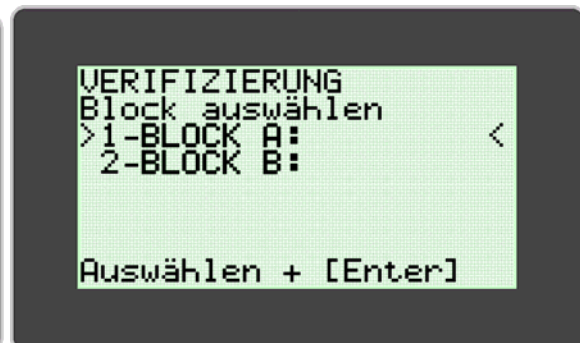 VERIFIZIERUNG
Block auswählen
>1-BLOCK A: <
2-BLOCK B:
Auswählen + [Enter]